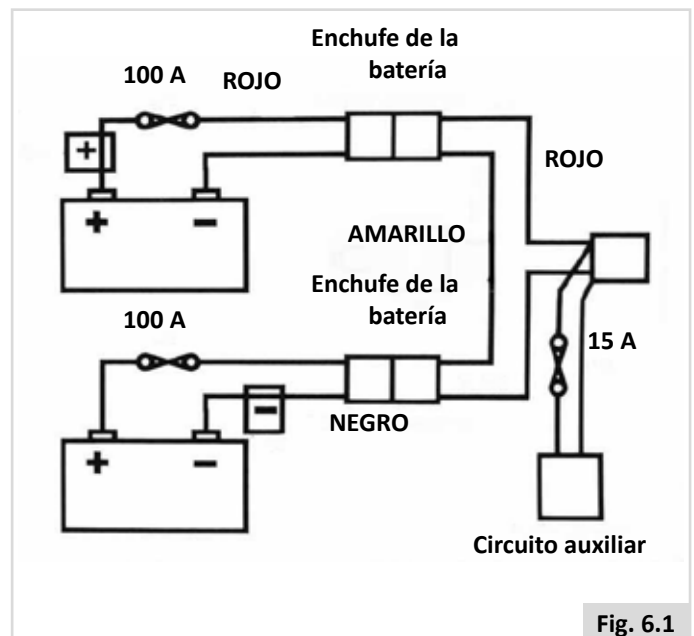 Enchufe de la
batería
100 A
ROJO
+
ROJO
+ −
AMARILLO
Enchufe de la
batería
100 A
15 A
−
NEGRO
+ −
Circuito auxiliar
Fig. 6.1